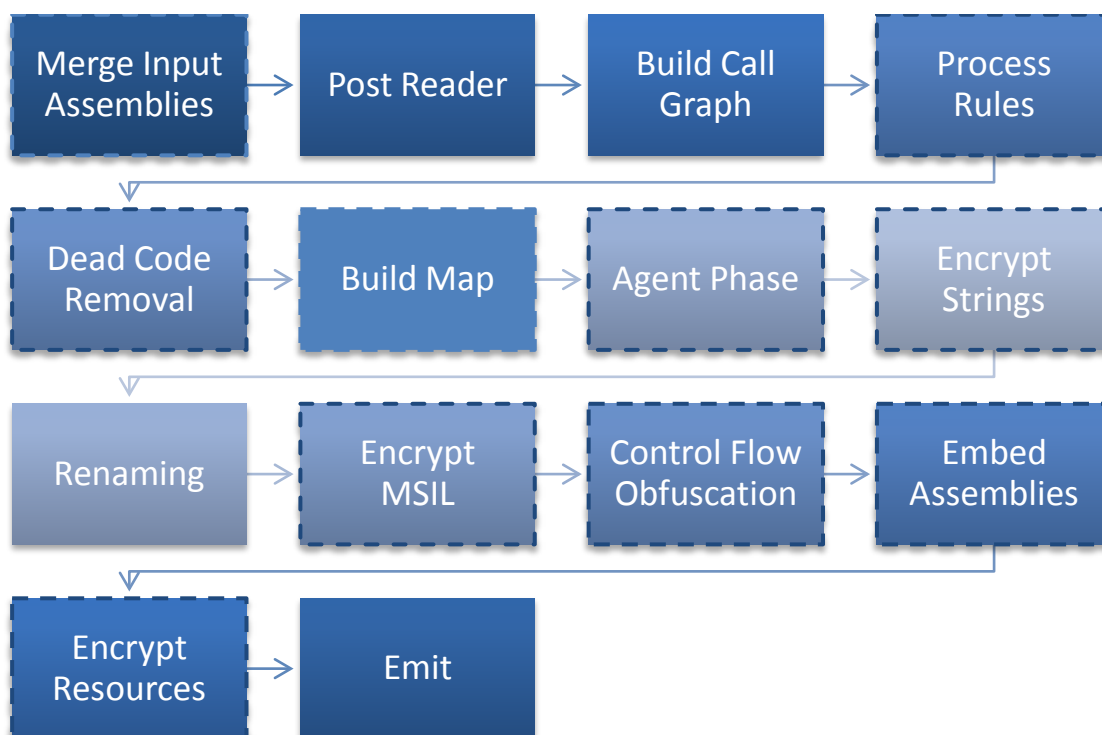 Merge Input
Assemblies
Post Reader
Build Call
Graph
Process
Rules
Dead Code
Removal
Build Map
Agent Phase
Encrypt
Strings
Renaming
Encrypt
MSIL
Control Flow
Obfuscation
Embed
Assemblies
Encrypt
Resources
Emit